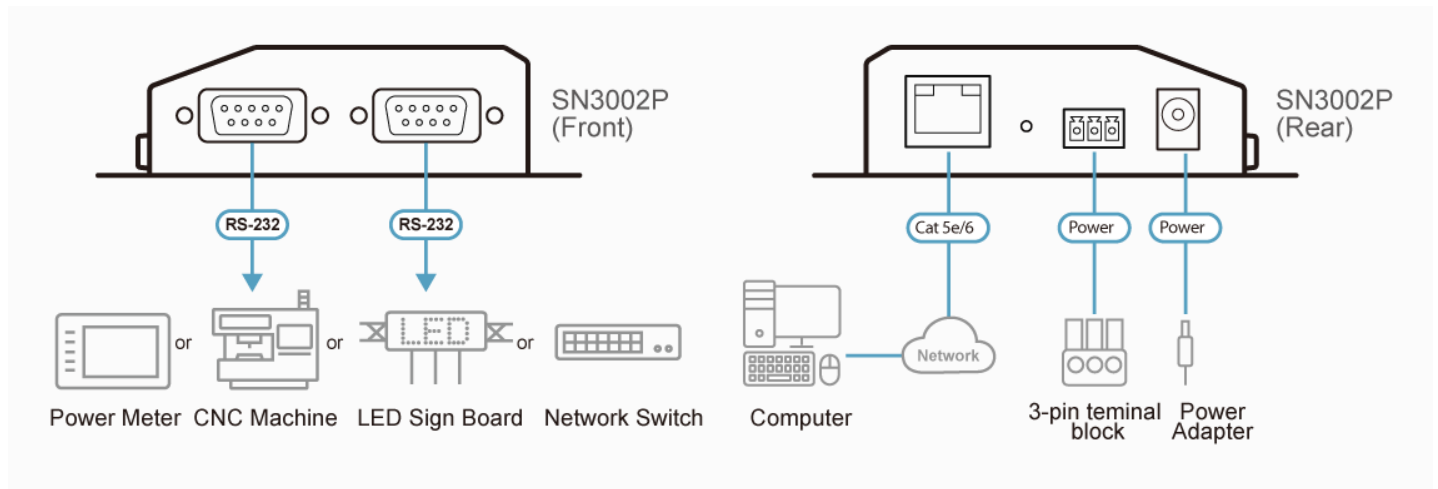 SN3002P
(Front)
SN3002P
(Rear)
RS-232
RS-232
Cat 5e/6
Power
Power
or
or
LED
or
Network
Power Meter
CNC Machine
LED Sign Board
Network Switch
Computer
3-pin teminal
block
Power
Adapter